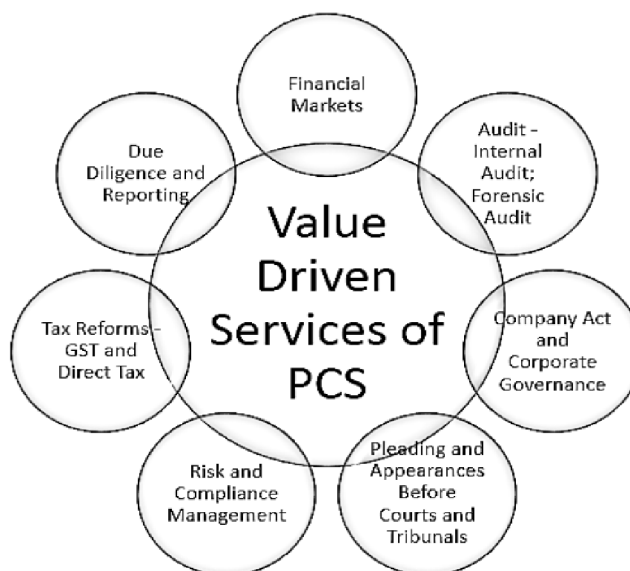 Financial
Markets
Audit -
Internal
Audit;
Forensic
Audit
Company Act
and
Corporate
Governance
Pleading and
Appearances
Before
Courts and
Tribunals
Risk and
Compliance
Management
Tax Reforms -
GST and
Direct Tax
Due
Diligence and
Reporting
Value
Driven
Services of
PCS